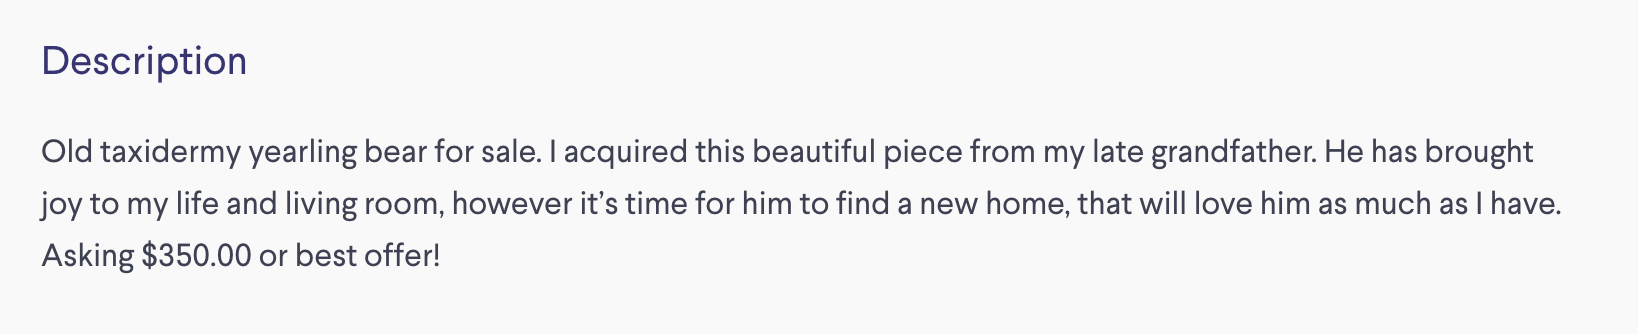 Description
Old taxidermy yearling bear for sale. I acquired this beautiful piece from my late grandfather. He has brought
joy to my life and living room, however it’s time for him to find a new home, that will love him as much as I have.
Asking $350.00 or best offer!